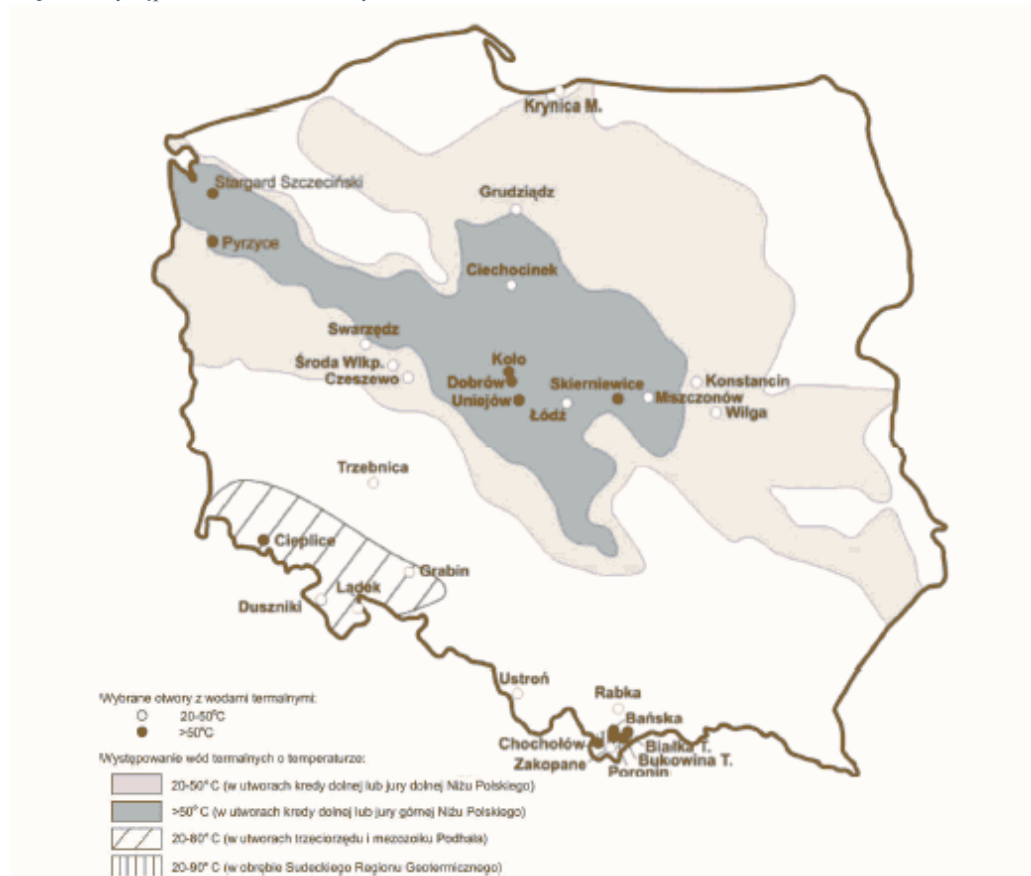 Krynica M.
Stargard Szczeciński
Grudziądz
Pyrzyce
Ciechocinek
Swarzędz
Środa Wlkp.
Czeszewo
Koło
Dobrów
Uniejów
Łódź
Skierniewice
Mszczonów
Konstancin
Wilga
Trzebnica
Cieplice
Grabin
Lądek
Duszniki
Ustroń
Rabka
Bańska
Chochołów
Zakopane
Białka T.
Bukowina T.
Poronin
Wybrane otwory z wodami termalnymi:
20-50°C
>50°C
Występowanie wód termalnych o temperaturze:
20-50° C (w utworach kredy dolnej lub jury dolnej Niżu Polskiego)
>50° C (w utworach kredy dolnej lub jury górnej Niżu Polskiego)
20-80° C (w utworach trzeciorzędu i mezozoiku Podhala)
20-90° C (w obrębie Sudeckiego Regionu Geotermicznego)